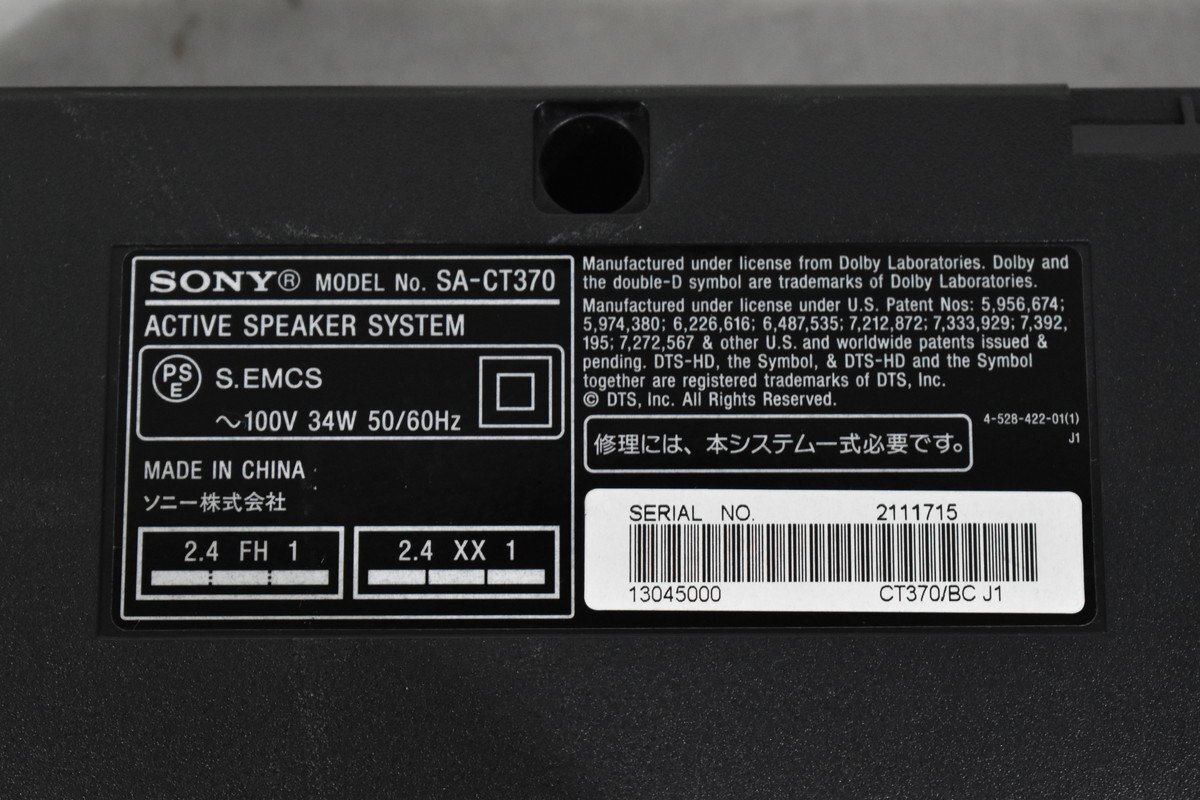 SONY® MODEL No. SA-CT370
ACTIVE SPEAKER SYSTEM
PS
E
S.EMCS
～100V 34W 50/60Hz
MADE IN CHINA
ソニー株式会社
2.4 FH 1
2.4 XX 1
Manufactured under license from Dolby Laboratories. Dolby and
the double-D symbol are trademarks of Dolby Laboratories.
Manufactured under license under U.S. Patent Nos: 5,956,674;
5,974,380; 6,226,616; 6,487,535; 7,212,872; 7,333,929; 7,392,
195; 7,272,567 & other U.S. and worldwide patents issued &
pending. DTS-HD, the Symbol, & DTS-HD and the Symbol
together are registered trademarks of DTS, Inc.
© DTS, Inc. All Rights Reserved.
4-528-422-01(1)
J1
修理には、本システム一式必要です。
SERIAL NO. 2111715
13045000 CT370/BC J1